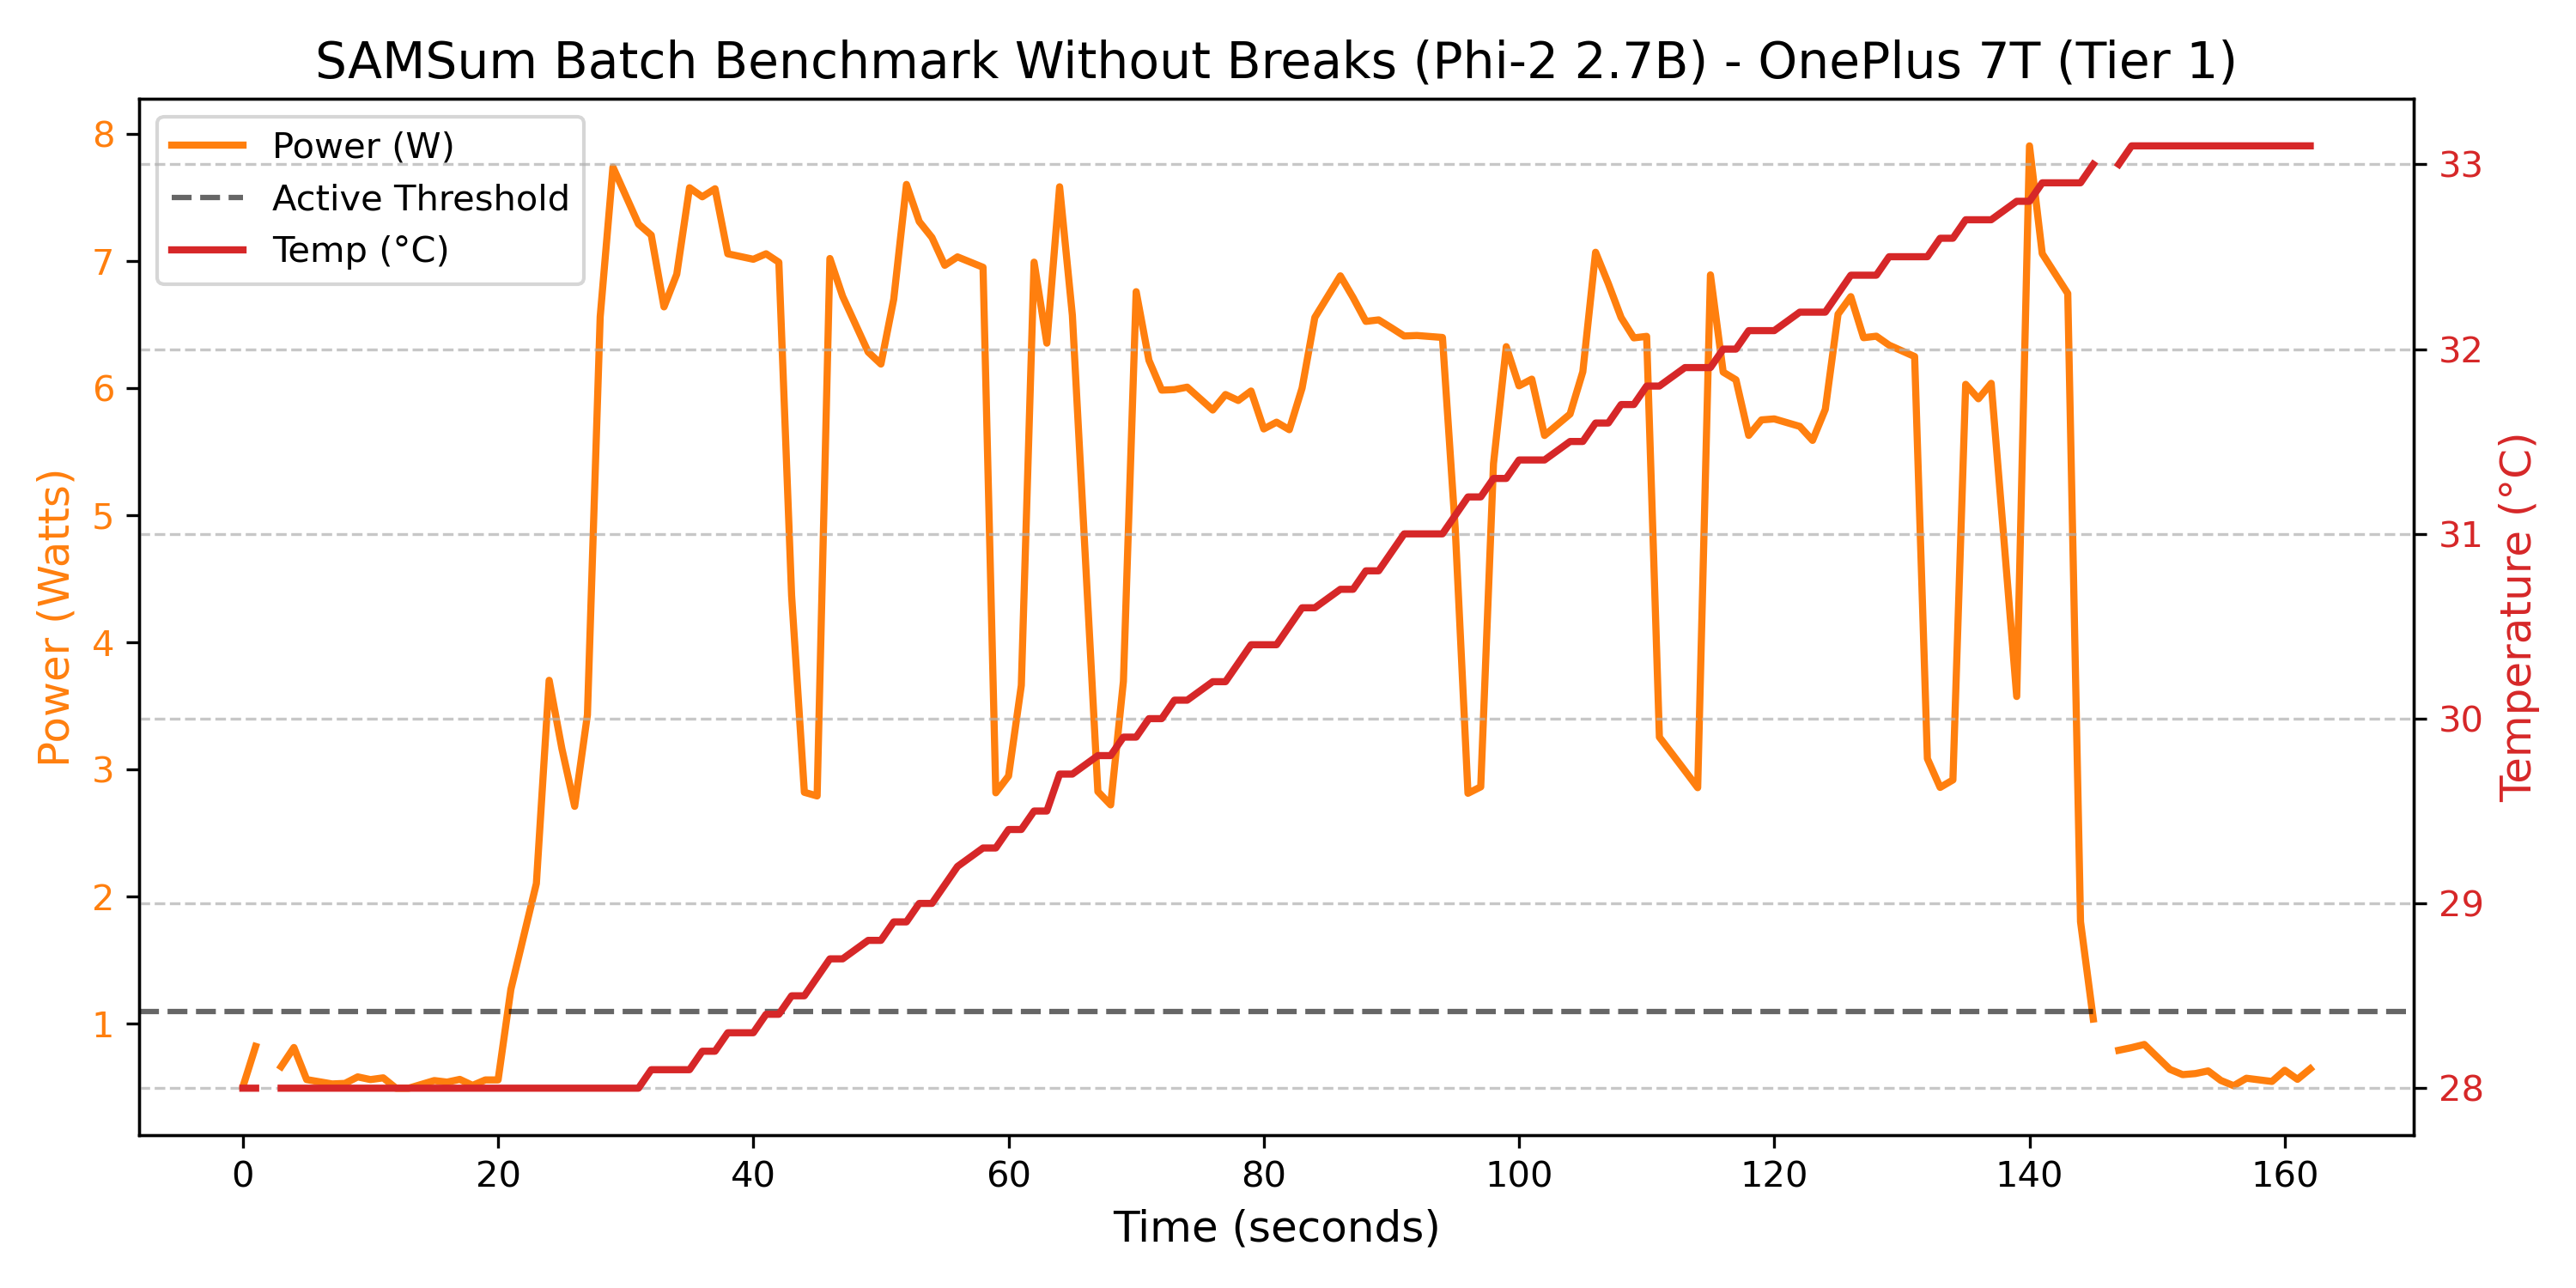 SAMSum Batch Benchmark Without Breaks (Phi-2 2.7B) - OnePlus 7T (Tier 1)
Power (W)
Active Threshold
Temp (°C)
Power (Watts)
8
7
6
5
4
3
2
1
33
32
31
30
29
28
Temperature (°C)
0 20 40 60 80 100 120 140 160
Time (seconds)